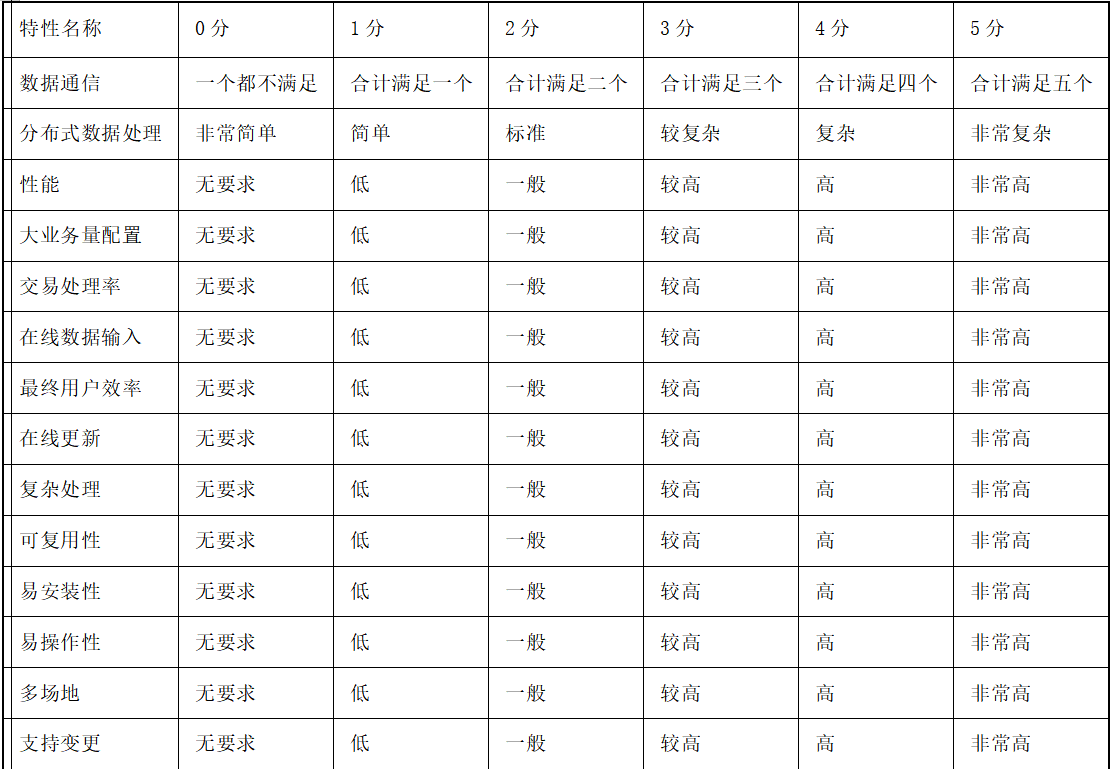 特性名称 0分 1分 2分 3分 4分 5分
数据通信 一个都不满足 合计满足一个 合计满足二个 合计满足三个 合计满足四个 合计满足五个
分布式数据处理 非常简单 简单 标准 较复杂 复杂 非常复杂
性能 无要求 低 一般 较高 高 非常高
大业务量配置 无要求 低 一般 较高 高 非常高
交易处理率 无要求 低 一般 较高 高 非常高
在线数据输入 无要求 低 一般 较高 高 非常高
最终用户效率 无要求 低 一般 较高 高 非常高
在线更新 无要求 低 一般 较高 高 非常高
复杂处理 无要求 低 一般 较高 高 非常高
可复用性 无要求 低 一般 较高 高 非常高
易安装性 无要求 低 一般 较高 高 非常高
易操作性 无要求 低 一般 较高 高 非常高
多场地 无要求 低 一般 较高 高 非常高
支持变更 无要求 低 一般 较高 高 非常高